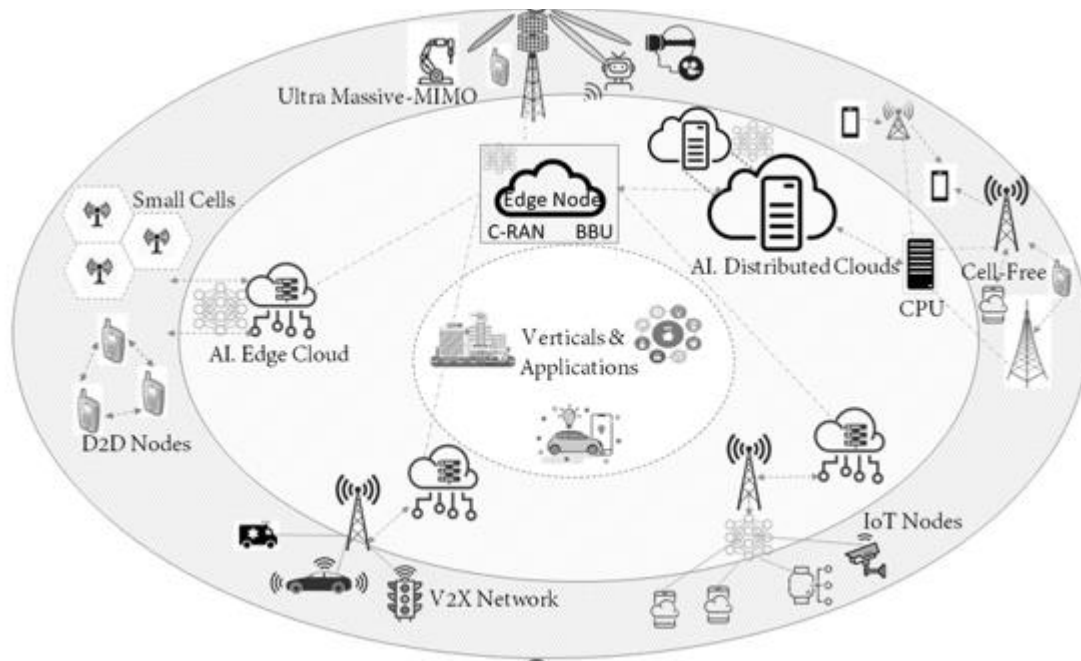 Ultra Massive-MIMO
Small Cells
Edge Node
C-RAN BBU
AI. Distributed Clouds
Cell-Free
CPU
AI. Edge Cloud
Verticals &
Applications
D2D Nodes
IoT Nodes
V2X Network